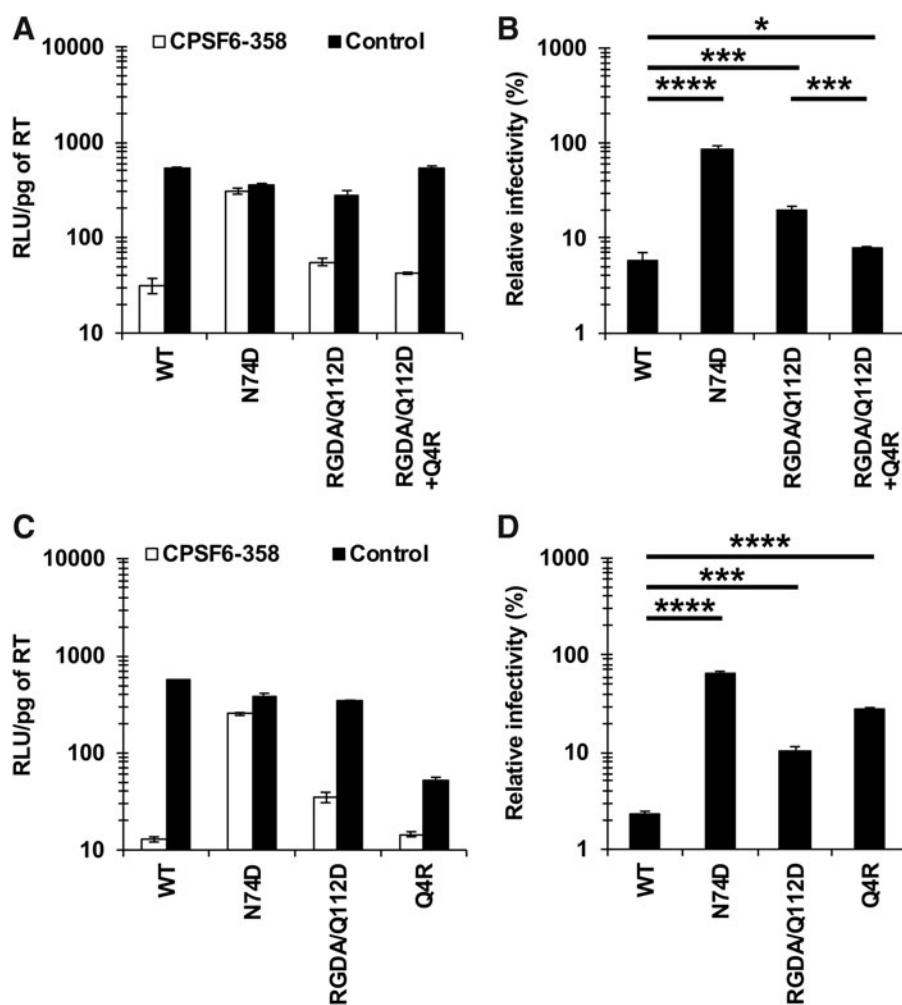 A
CPSF6-358
Control
10000
1000
100
10
RLU/pg of RT
WT
N74D
RGDA/Q112D
RGDA/Q112D
+Q4R
B
1000
100
10
1
Relative infectivity (%)
*
***
**** ***
WT
N74D
RGDA/Q112D
RGDA/Q112D
+Q4R
C
CPSF6-358
Control
10000
1000
100
10
RLU/pg of RT
WT
N74D
RGDA/Q112D
Q4R
D
1000
100
10
1
Relative infectivity (%)
****
***
****
WT
N74D
RGDA/Q112D
Q4R